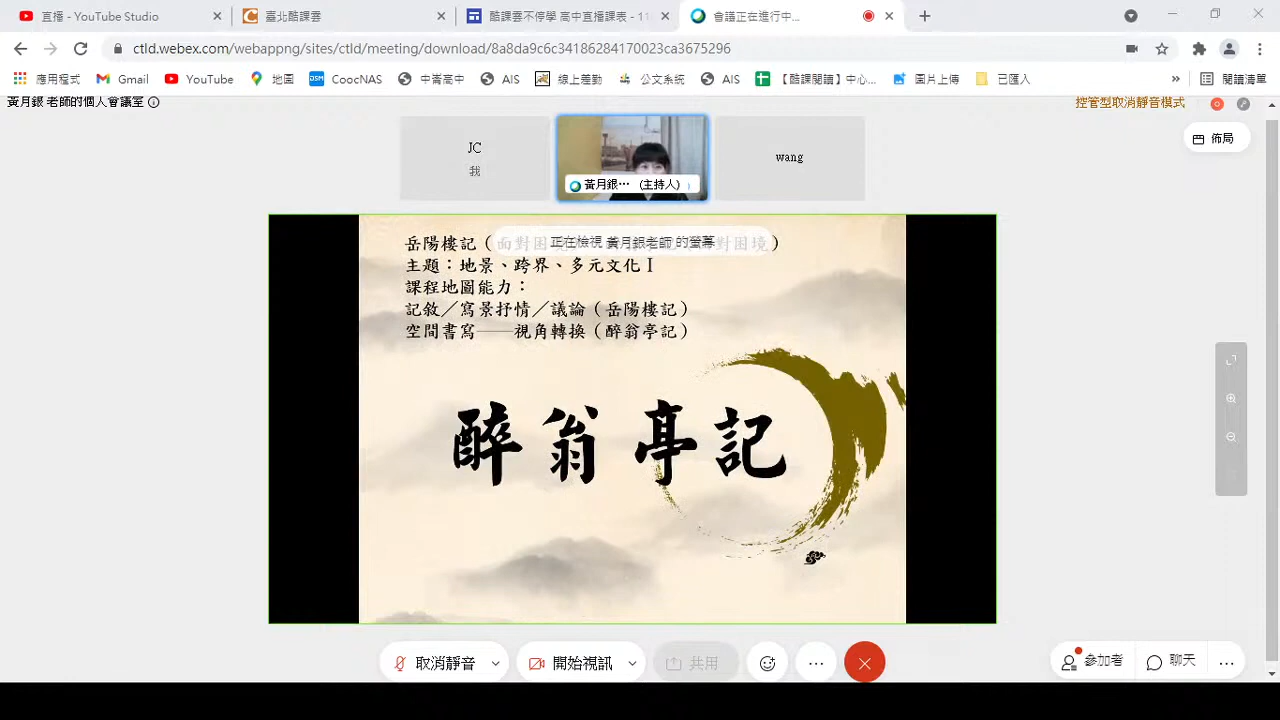 直播 - YouTube Studio
臺北酷課雲
酷課雲不停學 高中直播課表 - 11
會議正在進行中...
ctld.webex.com/webappng/sites/ctld/meeting/download/8a8da9c6c34186284170023ca3675296
應用程式
Gmail
YouTube
地圖
CoocNAS
AIS
線上差勤
公文系統
AIS
【酷課閱讀】中心...
圖片上傳
已匯入
»
閱讀清單
黃月銀 老師的個人會議室
控管型取消靜音模式
佈局
JC
我
黃月銀⋯ (主持人)
wang
正在檢視 黃月銀老師 的螢幕
岳陽樓記（面對困境 對困境）
主題：地景、跨界、多元文化Ⅰ
課程地圖能力：
記敘／寫景抒情／議論（岳陽樓記）
空間書寫——視角轉換（醉翁亭記）
醉翁亭記
取消靜音
開始視訊
共用
參加者
聊天